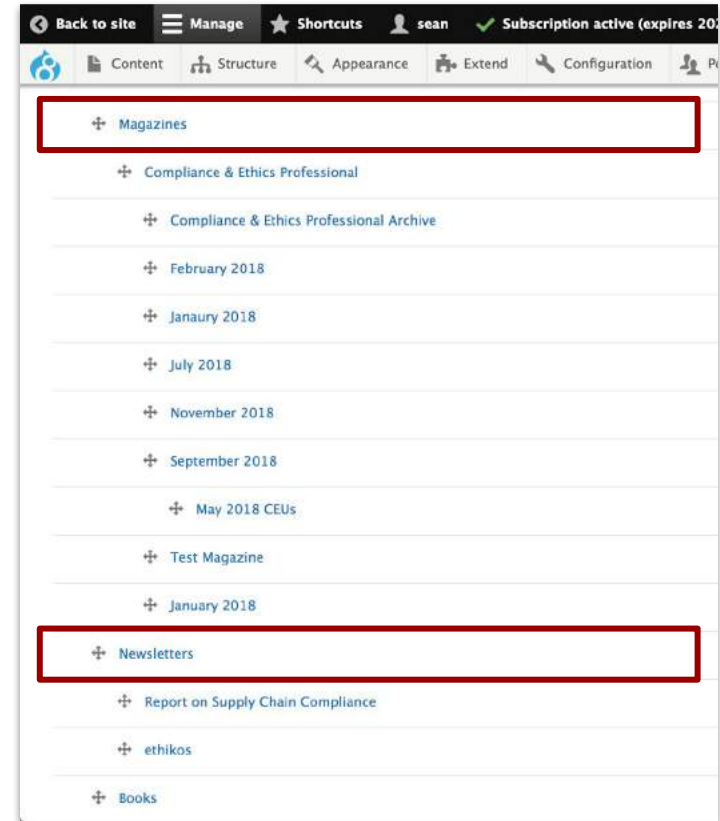 Back to site Manage Shortcuts sean Subscription active (expires 202
Content Structure Appearance Extend Configuration
Magazines
Compliance & Ethics Professional
Compliance & Ethics Professional Archive
February 2018
Janaury 2018
July 2018
November 2018
September 2018
May 2018 CEUs
Test Magazine
January 2018
Newsletters
Report on Supply Chain Compliance
ethikos
Books